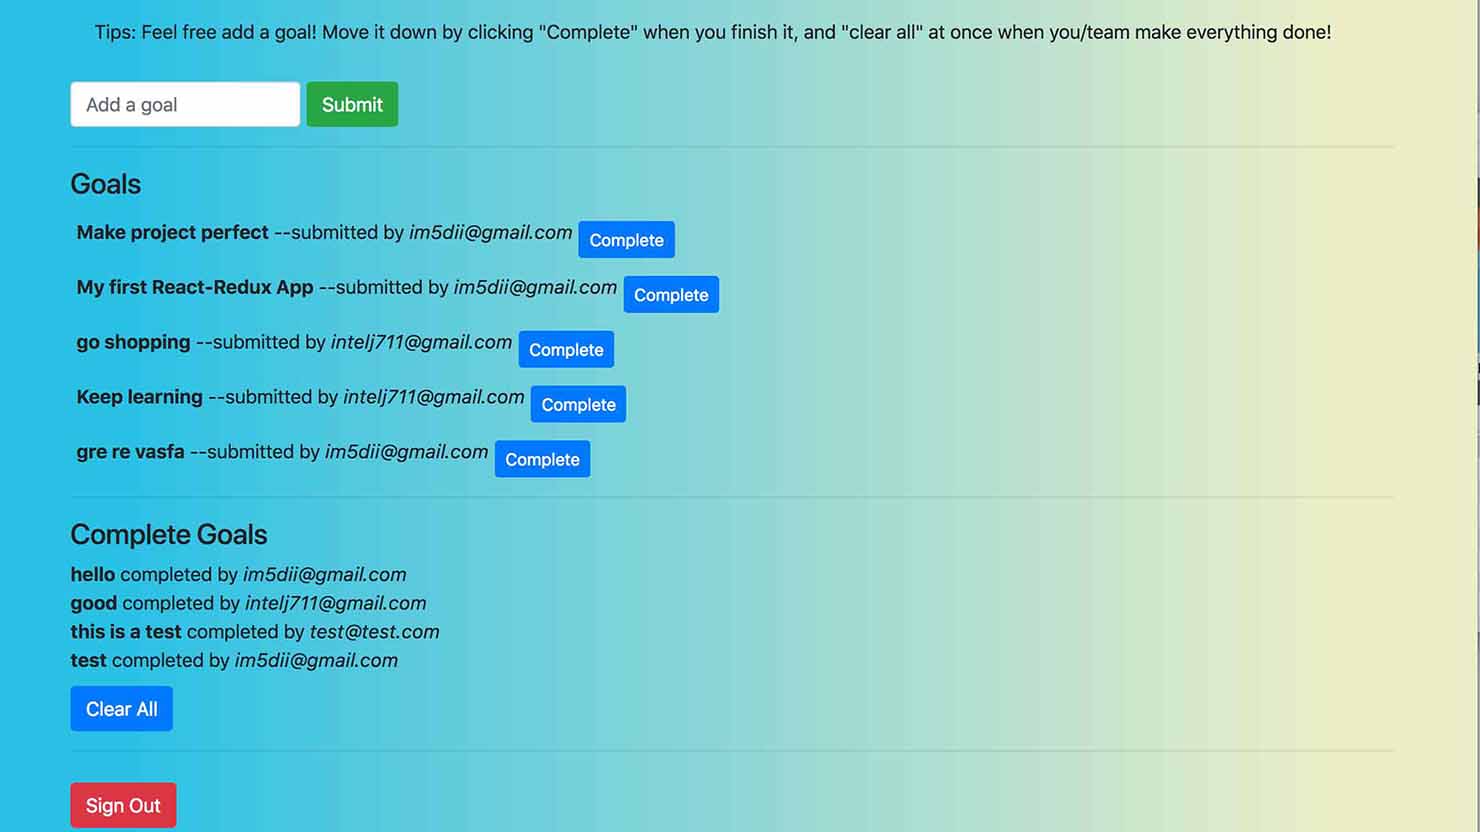 Tips: Feel free add a goal! Move it down by clicking "Complete" when you finish it, and "clear all" at once when you/team make everything done!
Add a goal Submit
Goals
Make project perfect --submitted by im5dii@gmail.com Complete
My first React-Redux App --submitted by im5dii@gmail.com Complete
go shopping --submitted by intelj711@gmail.com Complete
Keep learning --submitted by intelj711@gmail.com Complete
gre re vasfa --submitted by im5dii@gmail.com Complete
Complete Goals
hello completed by im5dii@gmail.com
good completed by intelj711@gmail.com
this is a test completed by test@test.com
test completed by im5dii@gmail.com
Clear All
Sign Out